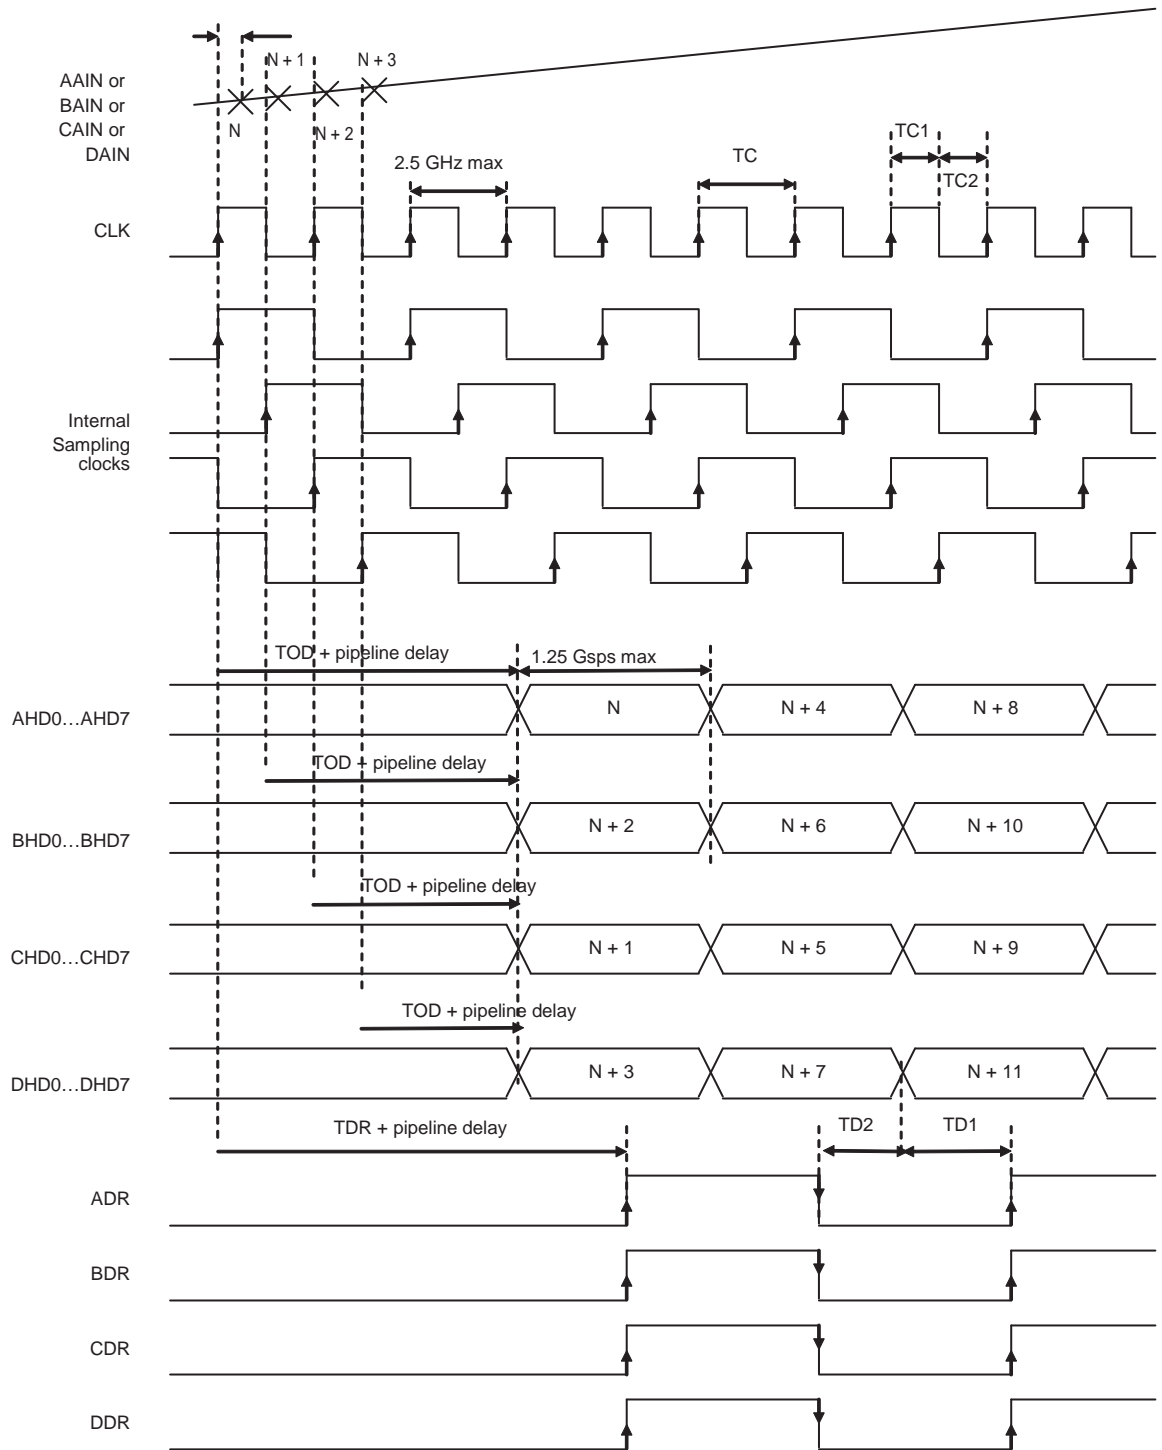 N + 1
N + 3
AAIN or
BAIN or
CAIN or
DAIN
N
N + 2
2.5 GHz max
TC
TC1
TC2
CLK
Internal
Sampling
clocks
TOD + pipeline delay
1.25 Gsps max
AHD0…AHD7
N
N + 4
N + 8
TOD + pipeline delay
BHD0…BHD7
N + 2
N + 6
N + 10
TOD + pipeline delay
CHD0…CHD7
N + 1
N + 5
N + 9
TOD + pipeline delay
DHD0…DHD7
N + 3
N + 7
N + 11
TDR + pipeline delay
TD2
TD1
ADR
BDR
CDR
DDR